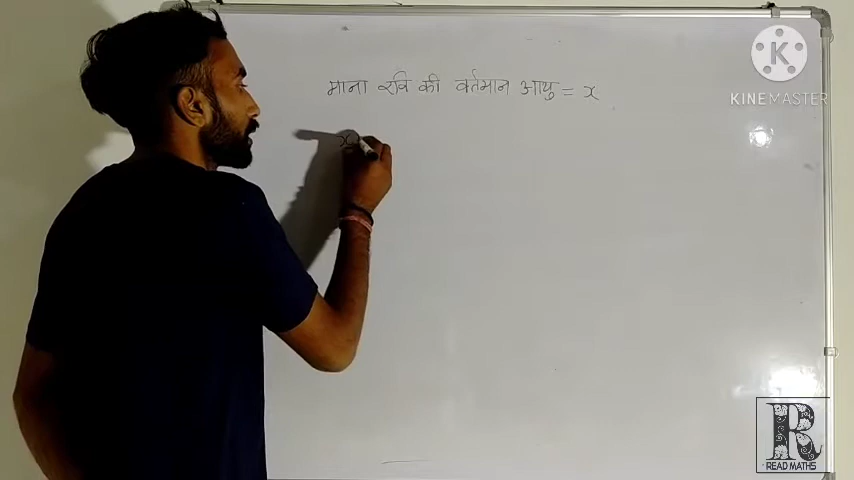 माना रवि की वर्तमान आयु = x
KINEMASTER
x
R
READ MATHS